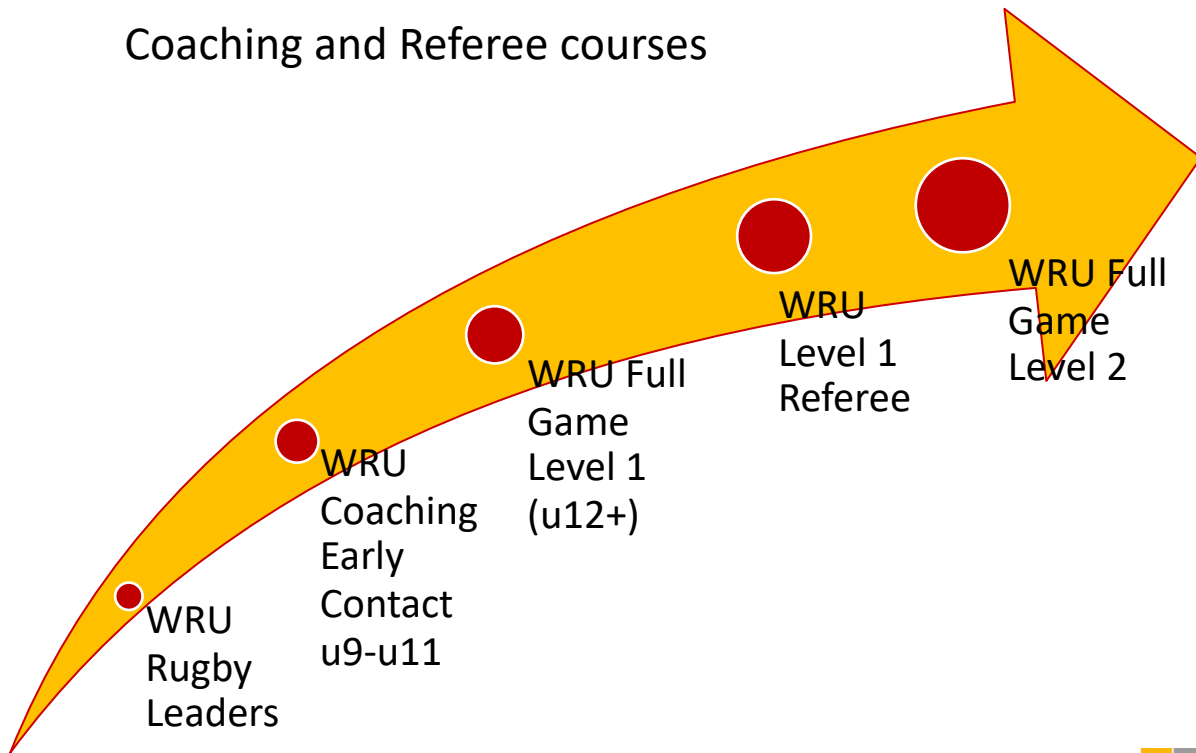 Coaching and Referee courses
WRU
Rugby
Leaders
WRU
Coaching
Early
Contact
u9-u11
WRU Full
Game
Level 1
(u12+)
WRU
Level 1
Referee
WRU Full
Game
Level 2